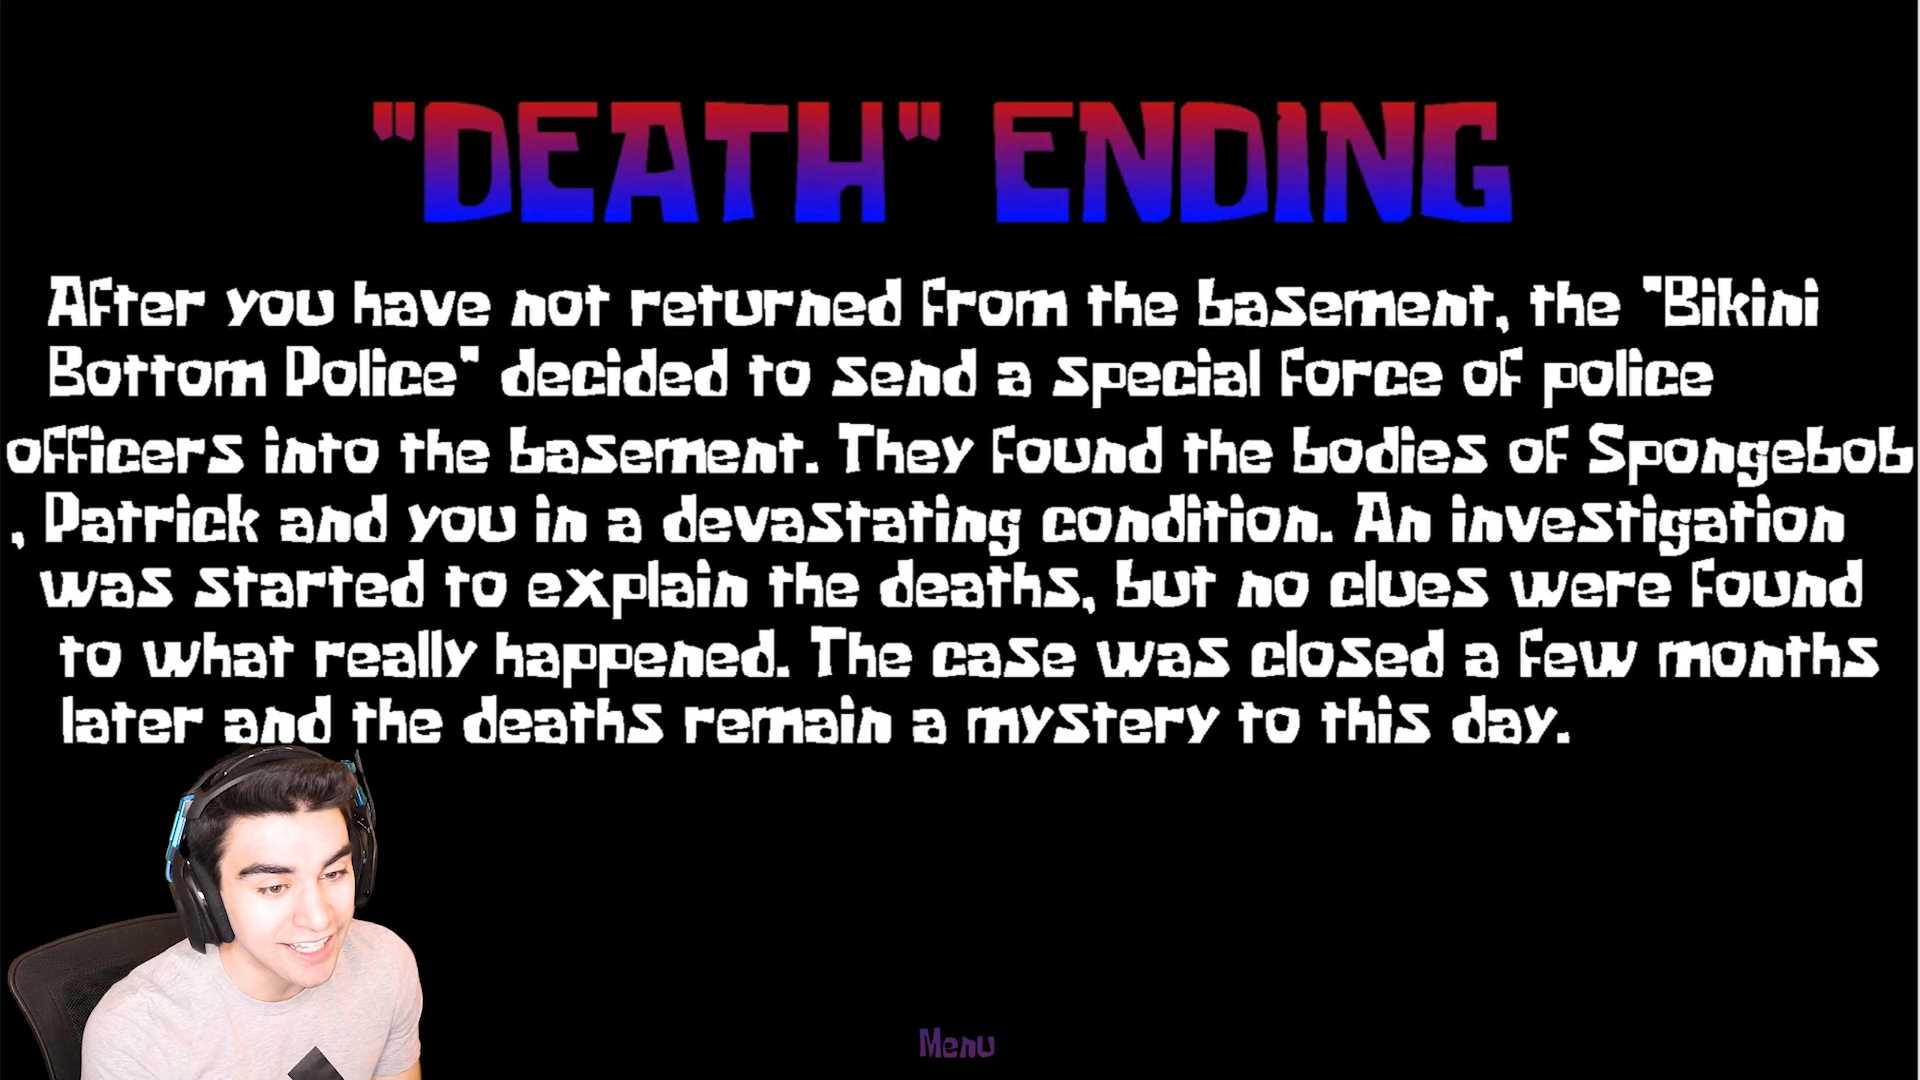 "DEATH" ENDING
After you have not returned from the basement, the "Bikini
Bottom Police" decided to send a special force of police
officers into the basement. They found the bodies of Spongebob
, Patrick and you in a devastating condition. An investigation
was started to explain the deaths, but no clues were found
to what really happened. The case was closed a few months
later and the deaths remain a mystery to this day.
Menu